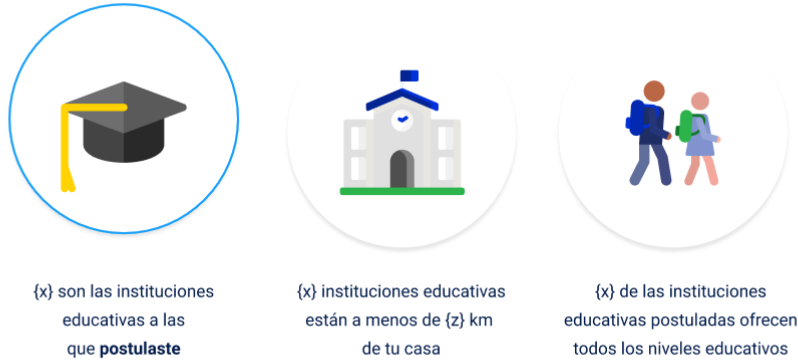 {x} son las instituciones
educativas a las
que postulaste
{x} instituciones educativas
están a menos de {z} km
de tu casa
{x} de las instituciones
educativas postuladas ofrecen
todos los niveles educativos